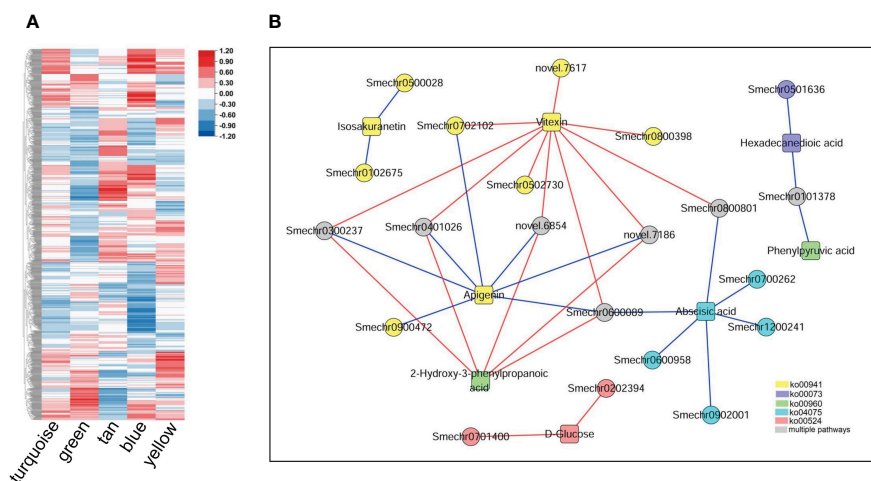 A
B
1.20
0.90
0.60
0.30
0.00
-0.30
-0.60
-0.90
-1.20
turquoise
green
tan
blue
yellow
novel.7617
Smechr0500028
Smechr0501636
Isosakuranetin
Smechr0702102
Vitexin
Smechr0800398
Hexadecanedioic acid
Smechr0102675
Smechr0502730
Smechr0101378
Smechr0300237
Smechr0401026
novel.6854
novel.7186
Smechr0800801
Phenylpyruvic acid
Smechr0700262
Apigenin
Smechr0900472
Smechr0600089
Abscisic acid
Smechr1200241
Smechr0600958
2-Hydroxy-3-phenylpropanoic
acid
Smechr0202394
Smechr0902001
Smechr0701400
D-Glucose
ko00941
ko00073
ko00960
ko04075
ko00524
multiple pathways